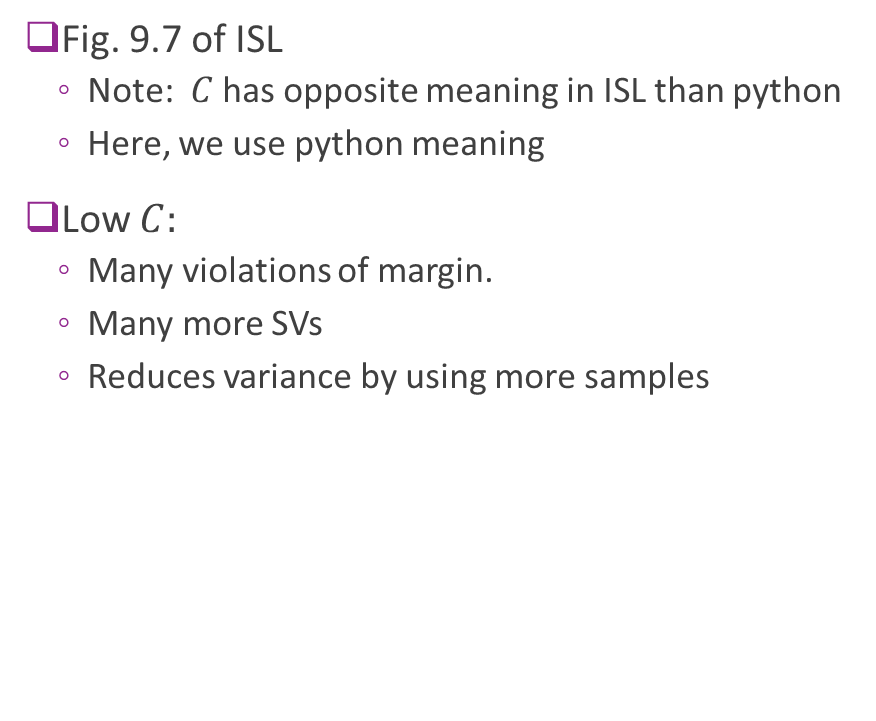 Fig. 9.7 of ISL
Note: C has opposite meaning in ISL than python
Here, we use python meaning
Low C:
Many violations of margin.
Many more SVs
Reduces variance by using more samples